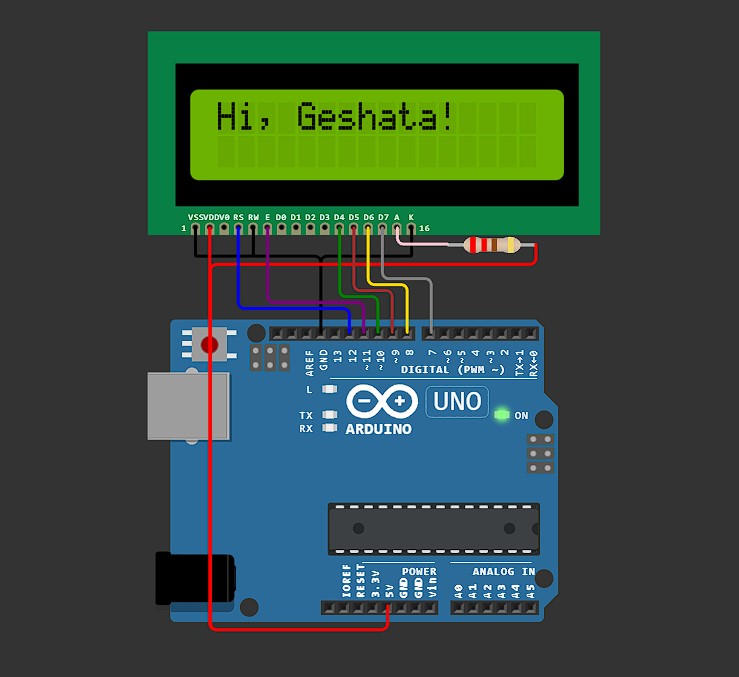 Hi, Geshata!
VSS VDD V0 RS RW E D0 D1 D2 D3 D4 D5 D6 D7 A K
1 16
AREF GND 13 12 ~11 ~10 ~9 8 7 ~6 ~5 ~4 ~3 2 TX→1 RX←0
DIGITAL (PWM ~)
L
TX
RX
UNO
ON
ARDUINO
POWER
ANALOG IN
IOREF RESET 3.3V 5V GND GND Vin A0 A1 A2 A3 A4 A5